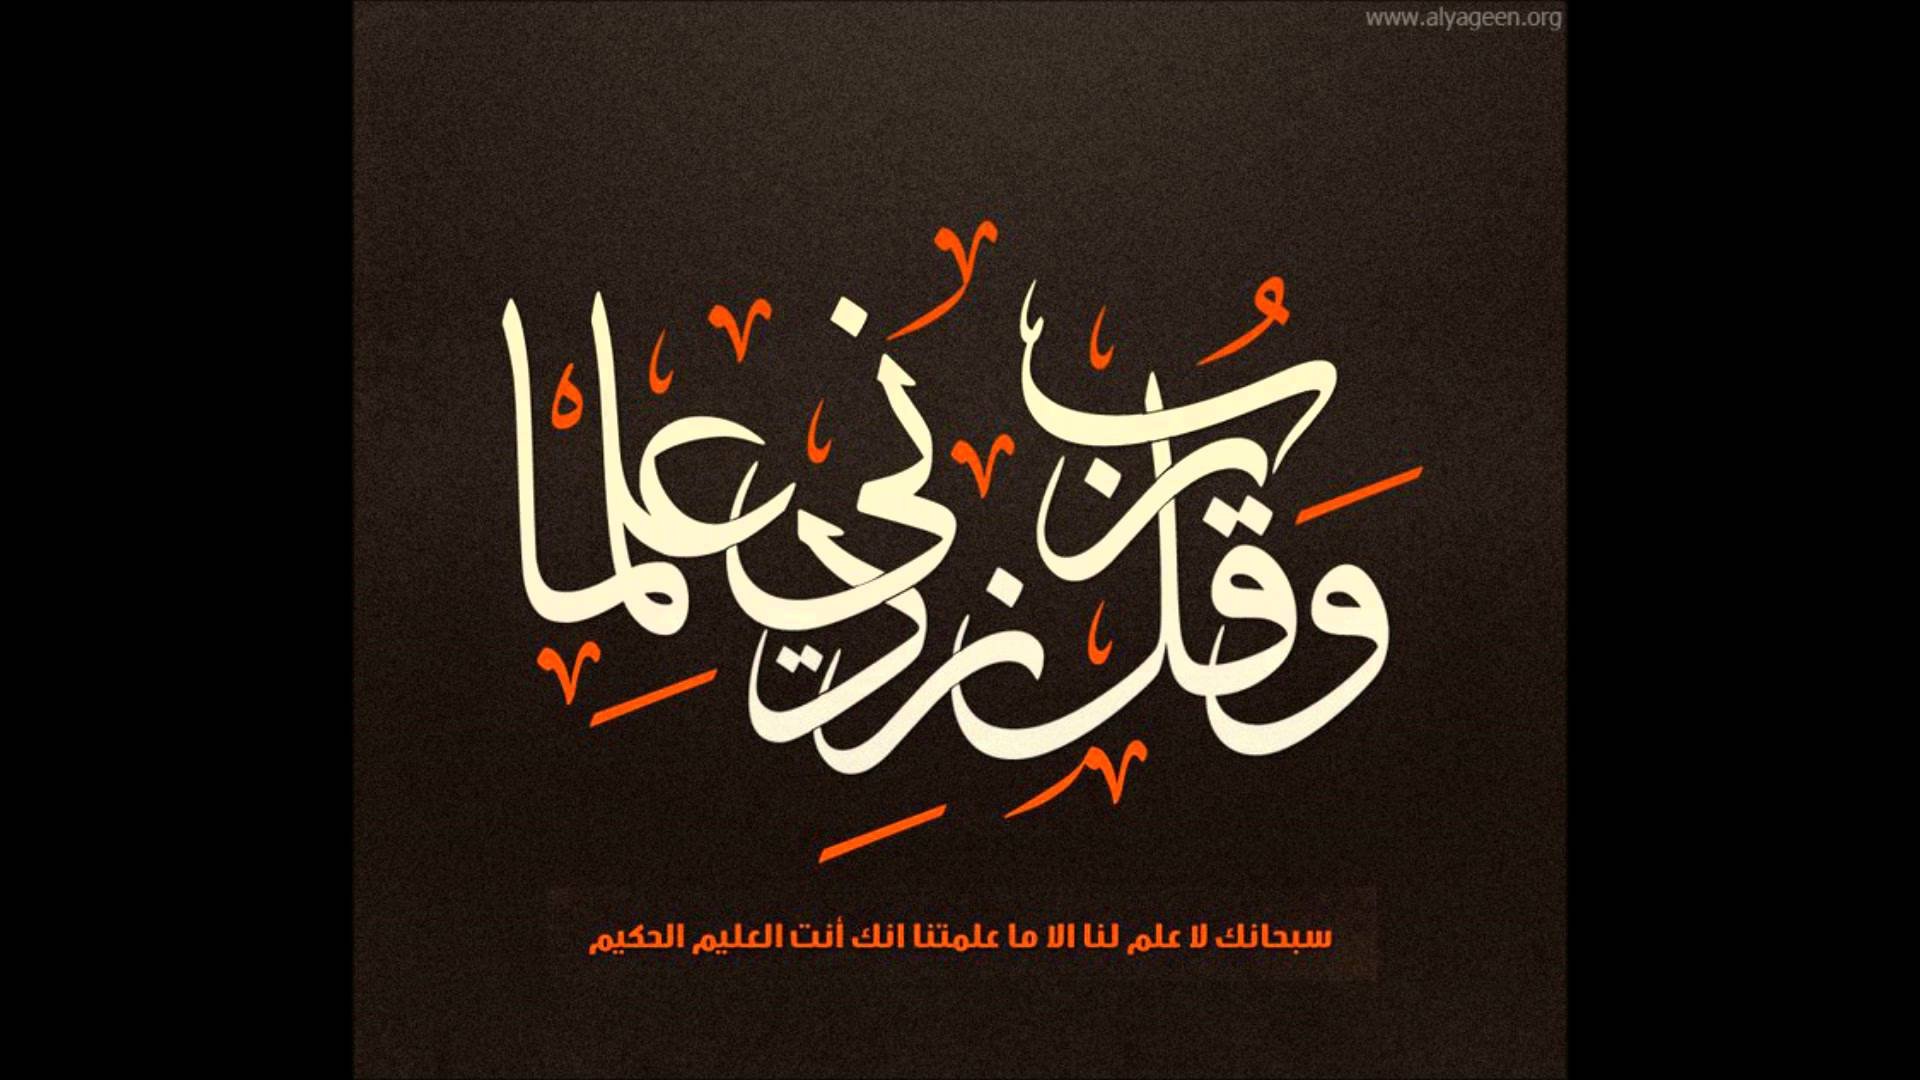 www.alyageen.org
وقل رب زدني علما
سبحانك لا علم لنا الا ما علمتنا انك أنت العليم الحكيم